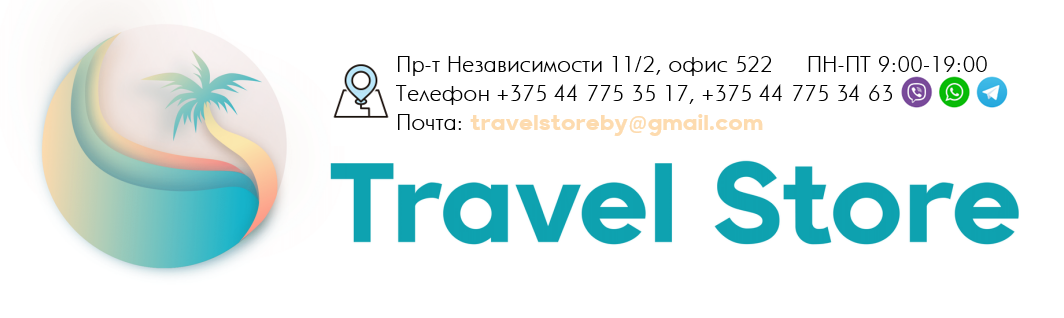 Пр-т Независимости 11/2, офис 522 ПН-ПТ 9:00-19:00
Телефон +375 44 775 35 17, +375 44 775 34 63
Почта: travelstoreby@gmail.com
Travel Store